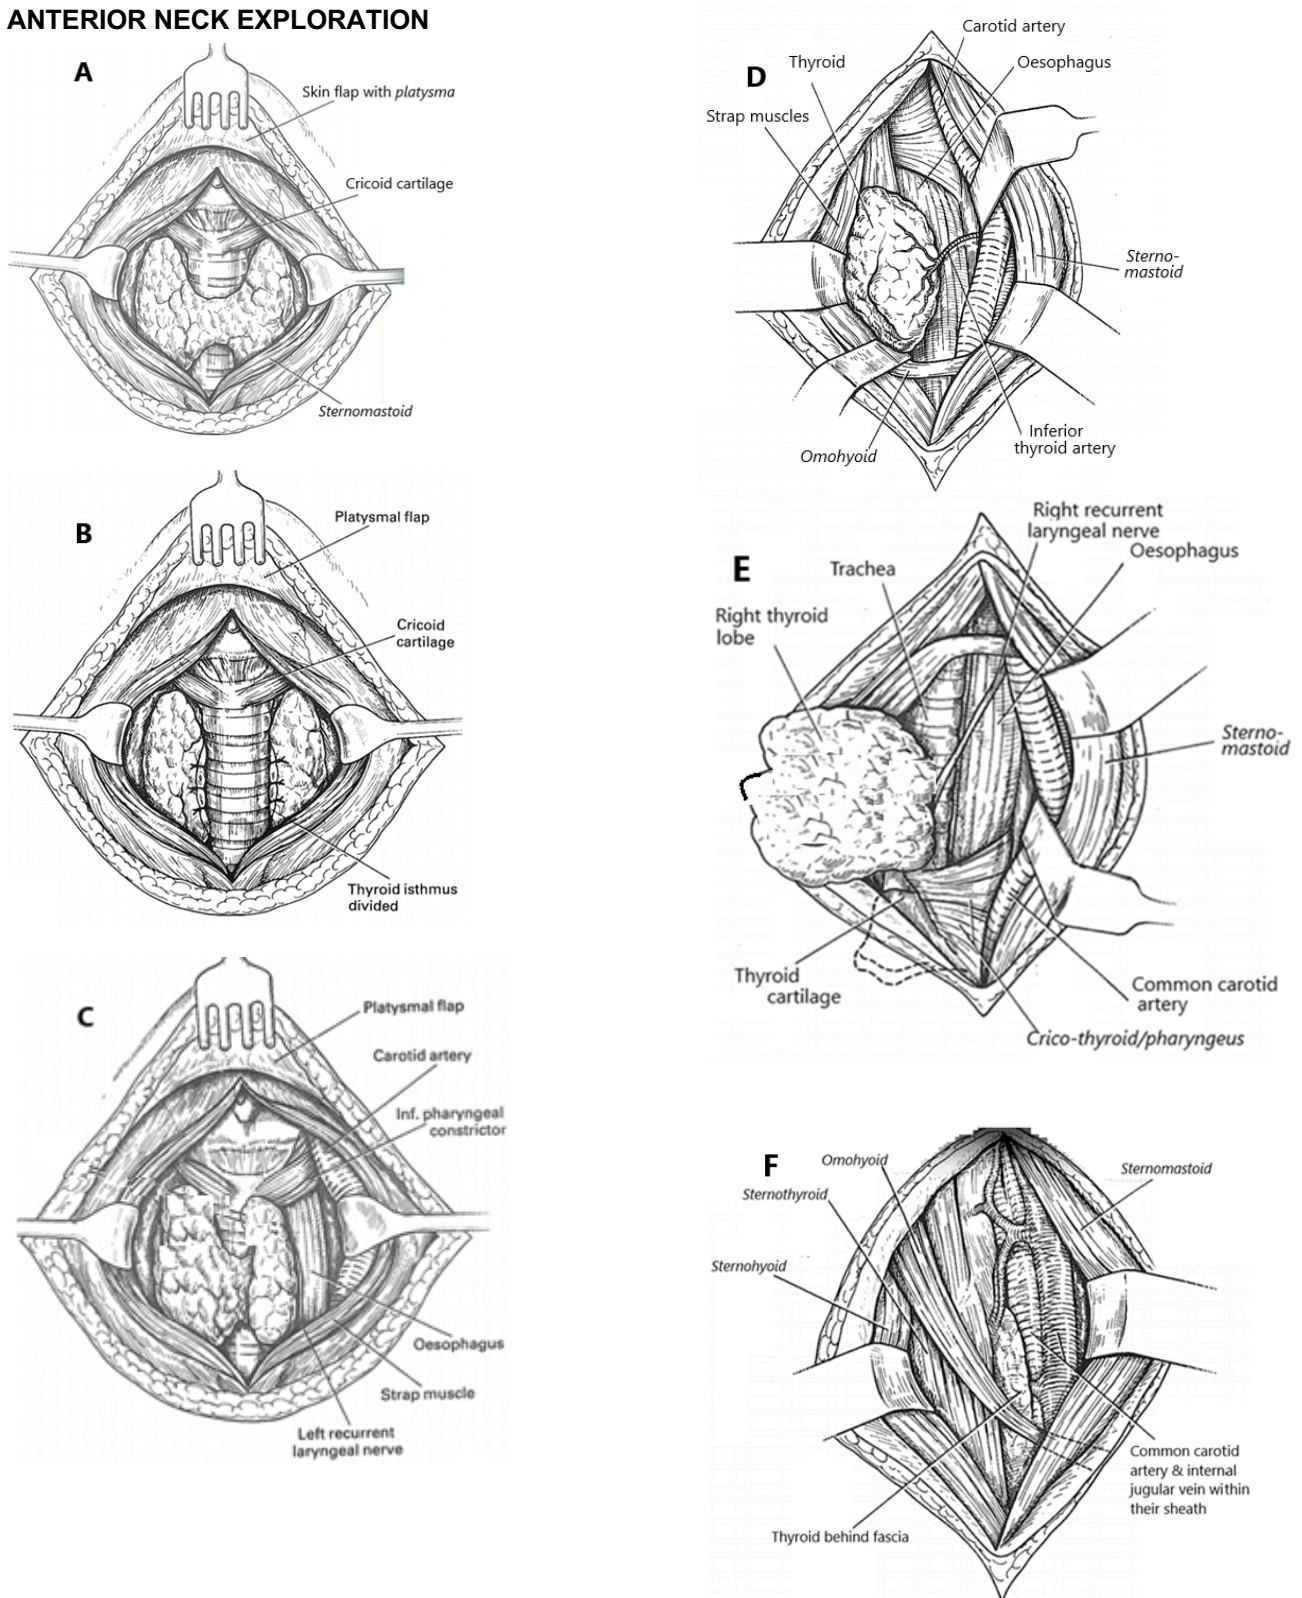 ANTERIOR NECK EXPLORATION
A
Skin flap with platysma
Cricoid cartilage
Sternomastoid
B
Platysmal flap
Cricoid
cartilage
Thyroid isthmus
divided
C
Platysmal flap
Carotid artery
Inf. pharyngeal
constrictor
Oesophagus
Strap muscle
Left recurrent
laryngeal nerve
D
Carotid artery
Thyroid
Oesophagus
Strap muscles
Sterno-
mastoid
Inferior
thyroid artery
Omohyoid
E
Right recurrent
laryngeal nerve
Oesophagus
Trachea
Right thyroid
lobe
Sterno-
mastoid
Thyroid
cartilage
Common carotid
artery
Crico-thyroid/pharyngeus
F
Omohyoid
Sternomastoid
Sternothyroid
Sternohyoid
Common carotid
artery & internal
jugular vein within
their sheath
Thyroid behind fascia